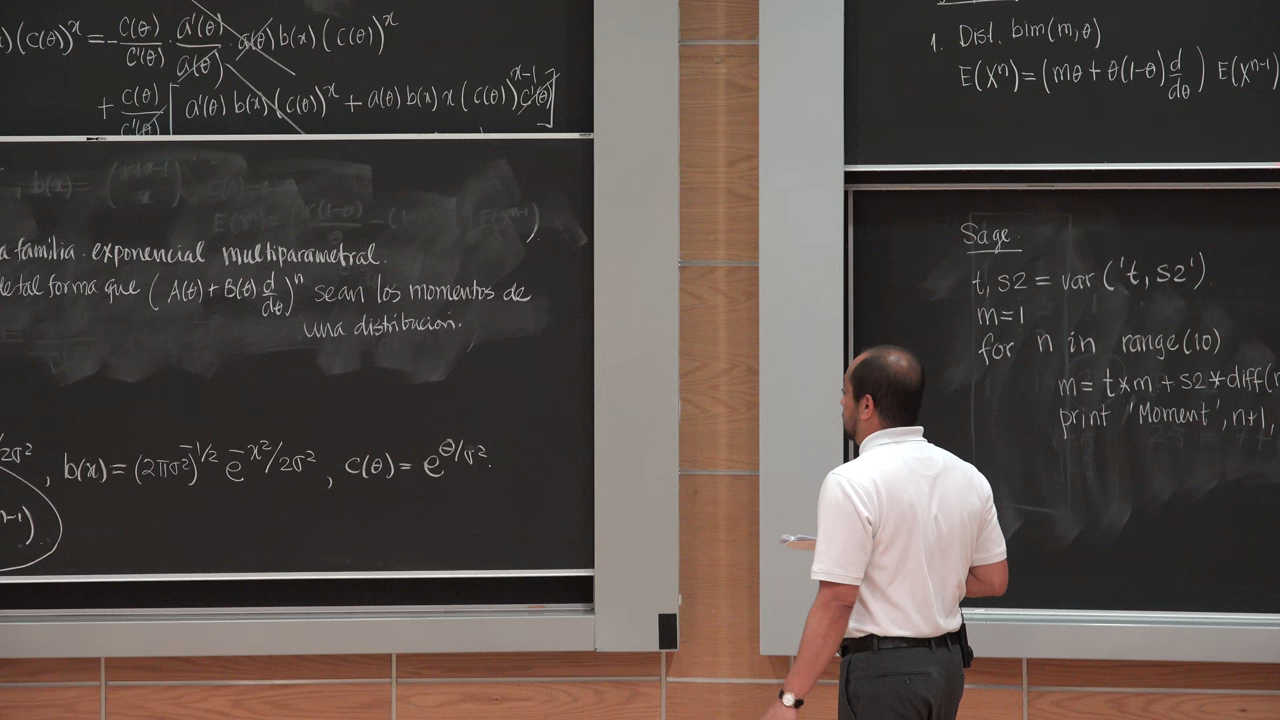 (c(θ))^x = -c(θ)/c'(θ) · a'(θ)/a(θ) · a(θ) b(x) (c(θ))^x
+ c(θ)/c'(θ) [ a'(θ) b(x) (c(θ))^x + a(θ) b(x) x (c(θ))^{x-1} c'(θ) ]
, b(x) =
a familia exponencial multiparametral.
de tal forma que (A(θ) + B(θ) d/dθ)^n sean los momentos de
una distribución.
, b(x) = (2πσ²)^{-1/2} e^{-x²/2σ²} , c(θ) = e^{θ/σ²}.
1. Dist. bim(m,θ)
E(X^n) = (mθ + θ(1-θ) d/dθ) E(X^{n-1}
Sage.
t, s2 = var('t, s2')
m=1
for n in range(10)
m = t*m + s2*diff(
print 'Moment', n+1,